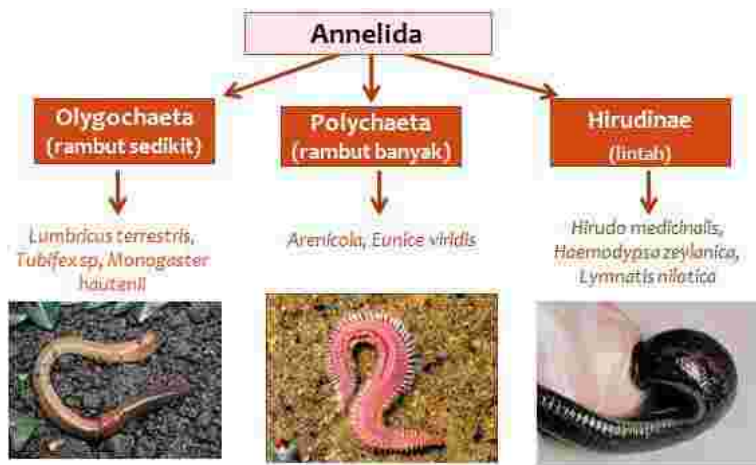 Annelida
Olygochaeta
(rambut sedikit)
Polychaeta
(rambut banyak)
Hirudinae
(lintah)
Lumbricus terrestris,
Tubifex sp, Monogaster
houtenii
Arenicola, Eunice viridis
Hirudo medicinalis,
Haemodypsa zeylanica,
Lymnatis nilotica